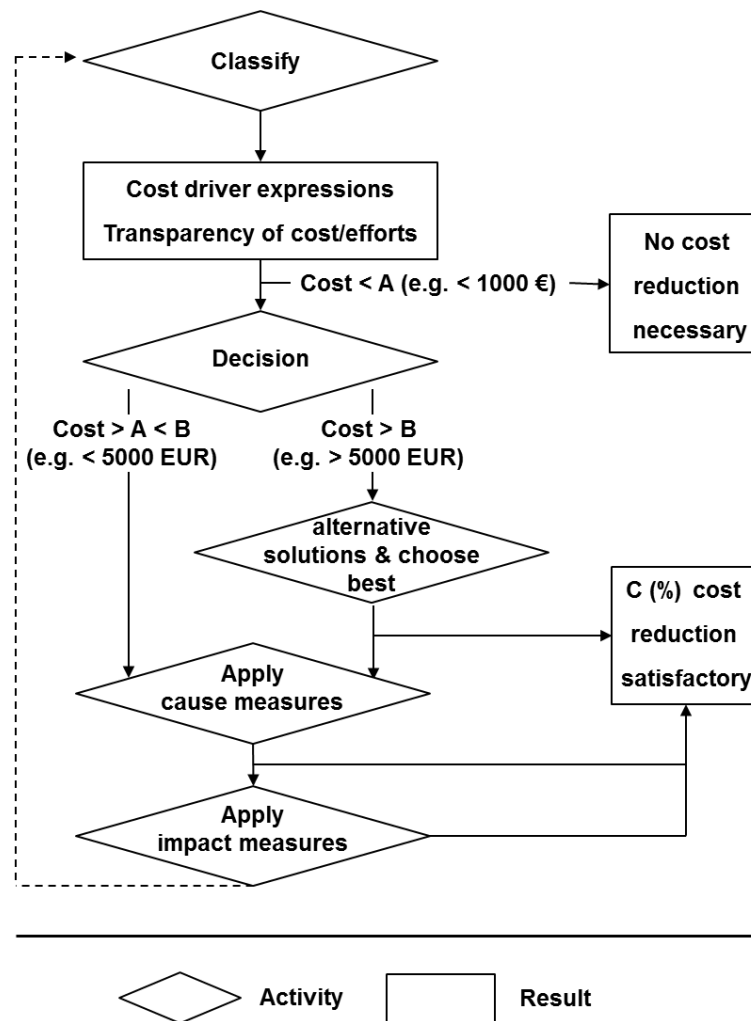 Classify
Cost driver expressions
Transparency of cost/efforts
Cost < A (e.g. < 1000 €)
No cost
reduction
necessary
Decision
Cost > A < B
(e.g. < 5000 EUR)
Cost > B
(e.g. > 5000 EUR)
alternative
solutions & choose
best
C (%) cost
reduction
satisfactory
Apply
cause measures
Apply
impact measures
Activity
Result